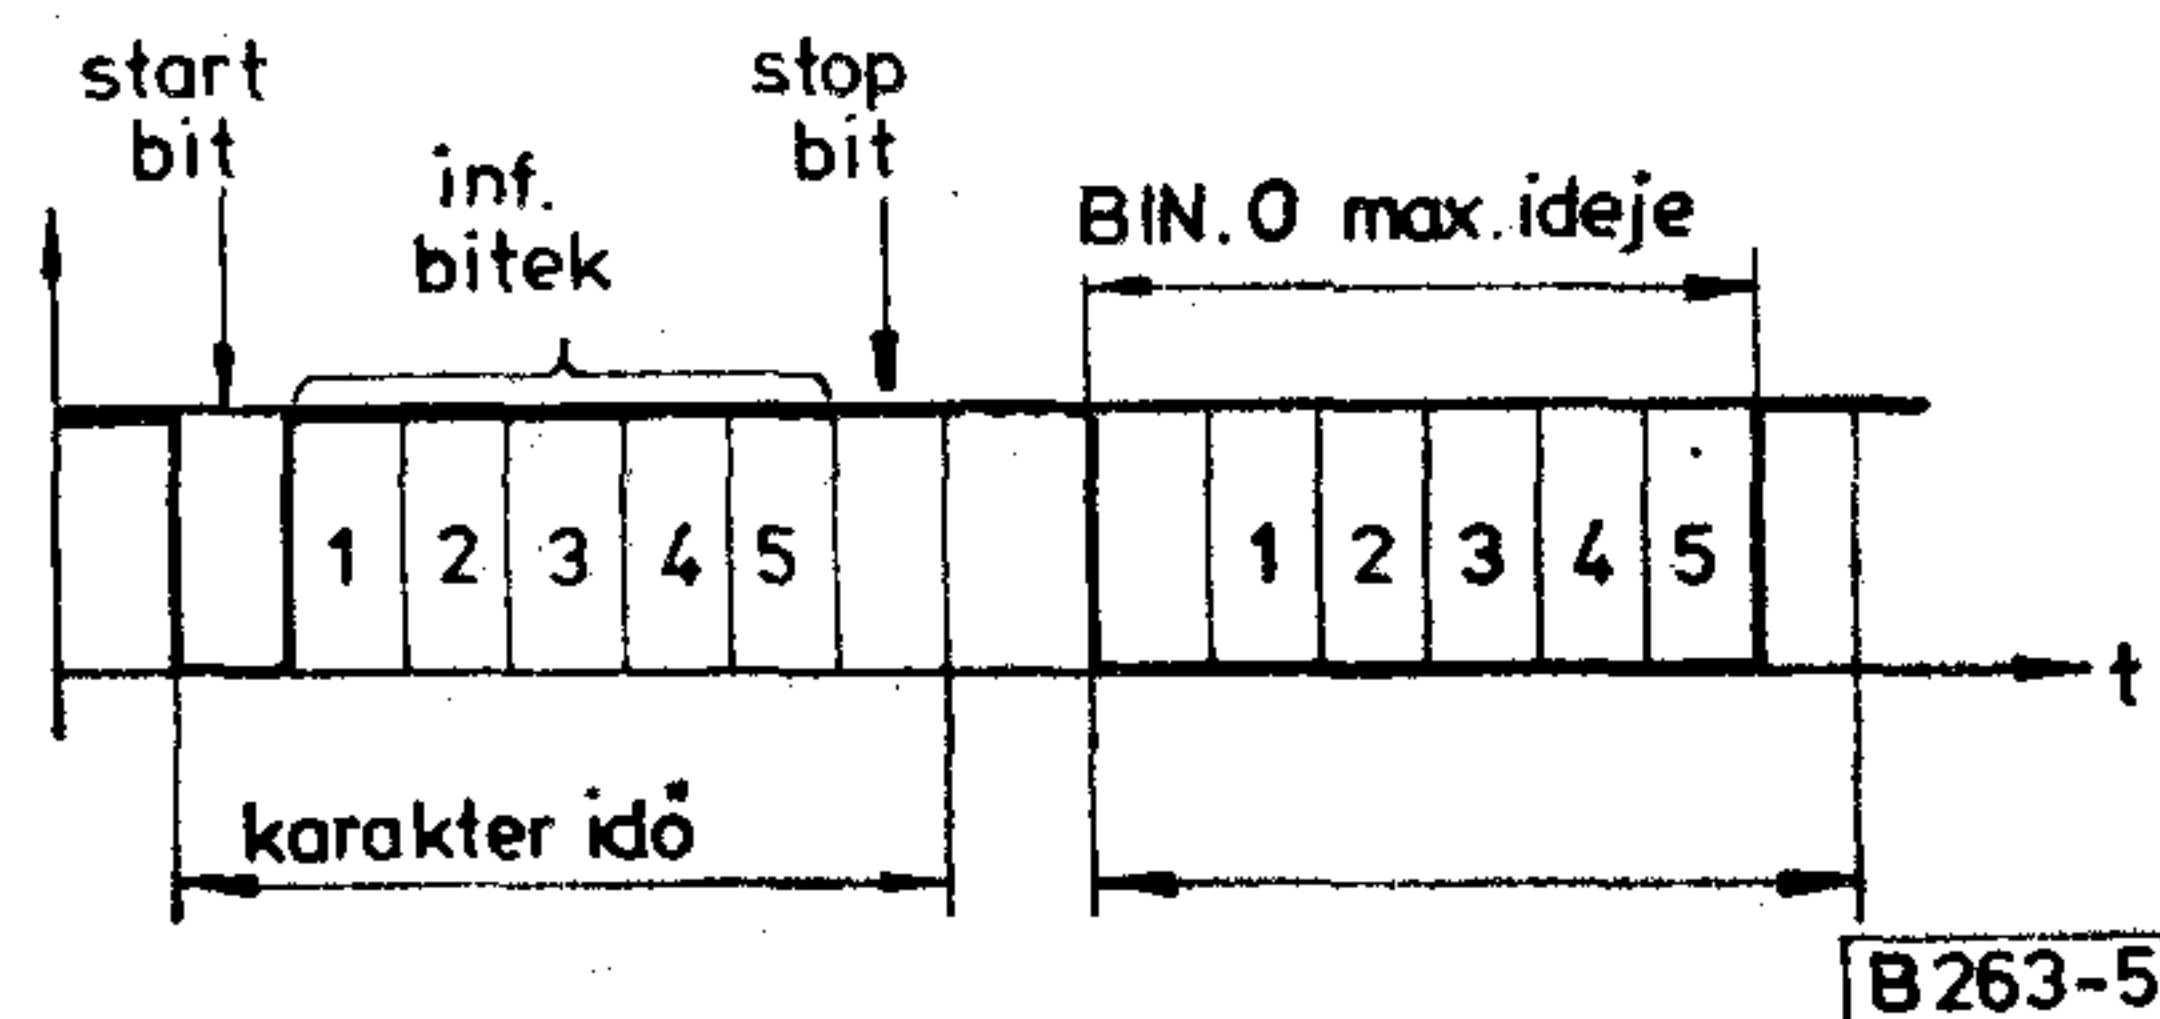 start
bit
inf.
bitek
stop
bit
BIN. 0 max. ideje
1 2 3 4 5
1 2 3 4 5
t
karakter idő
B263-5